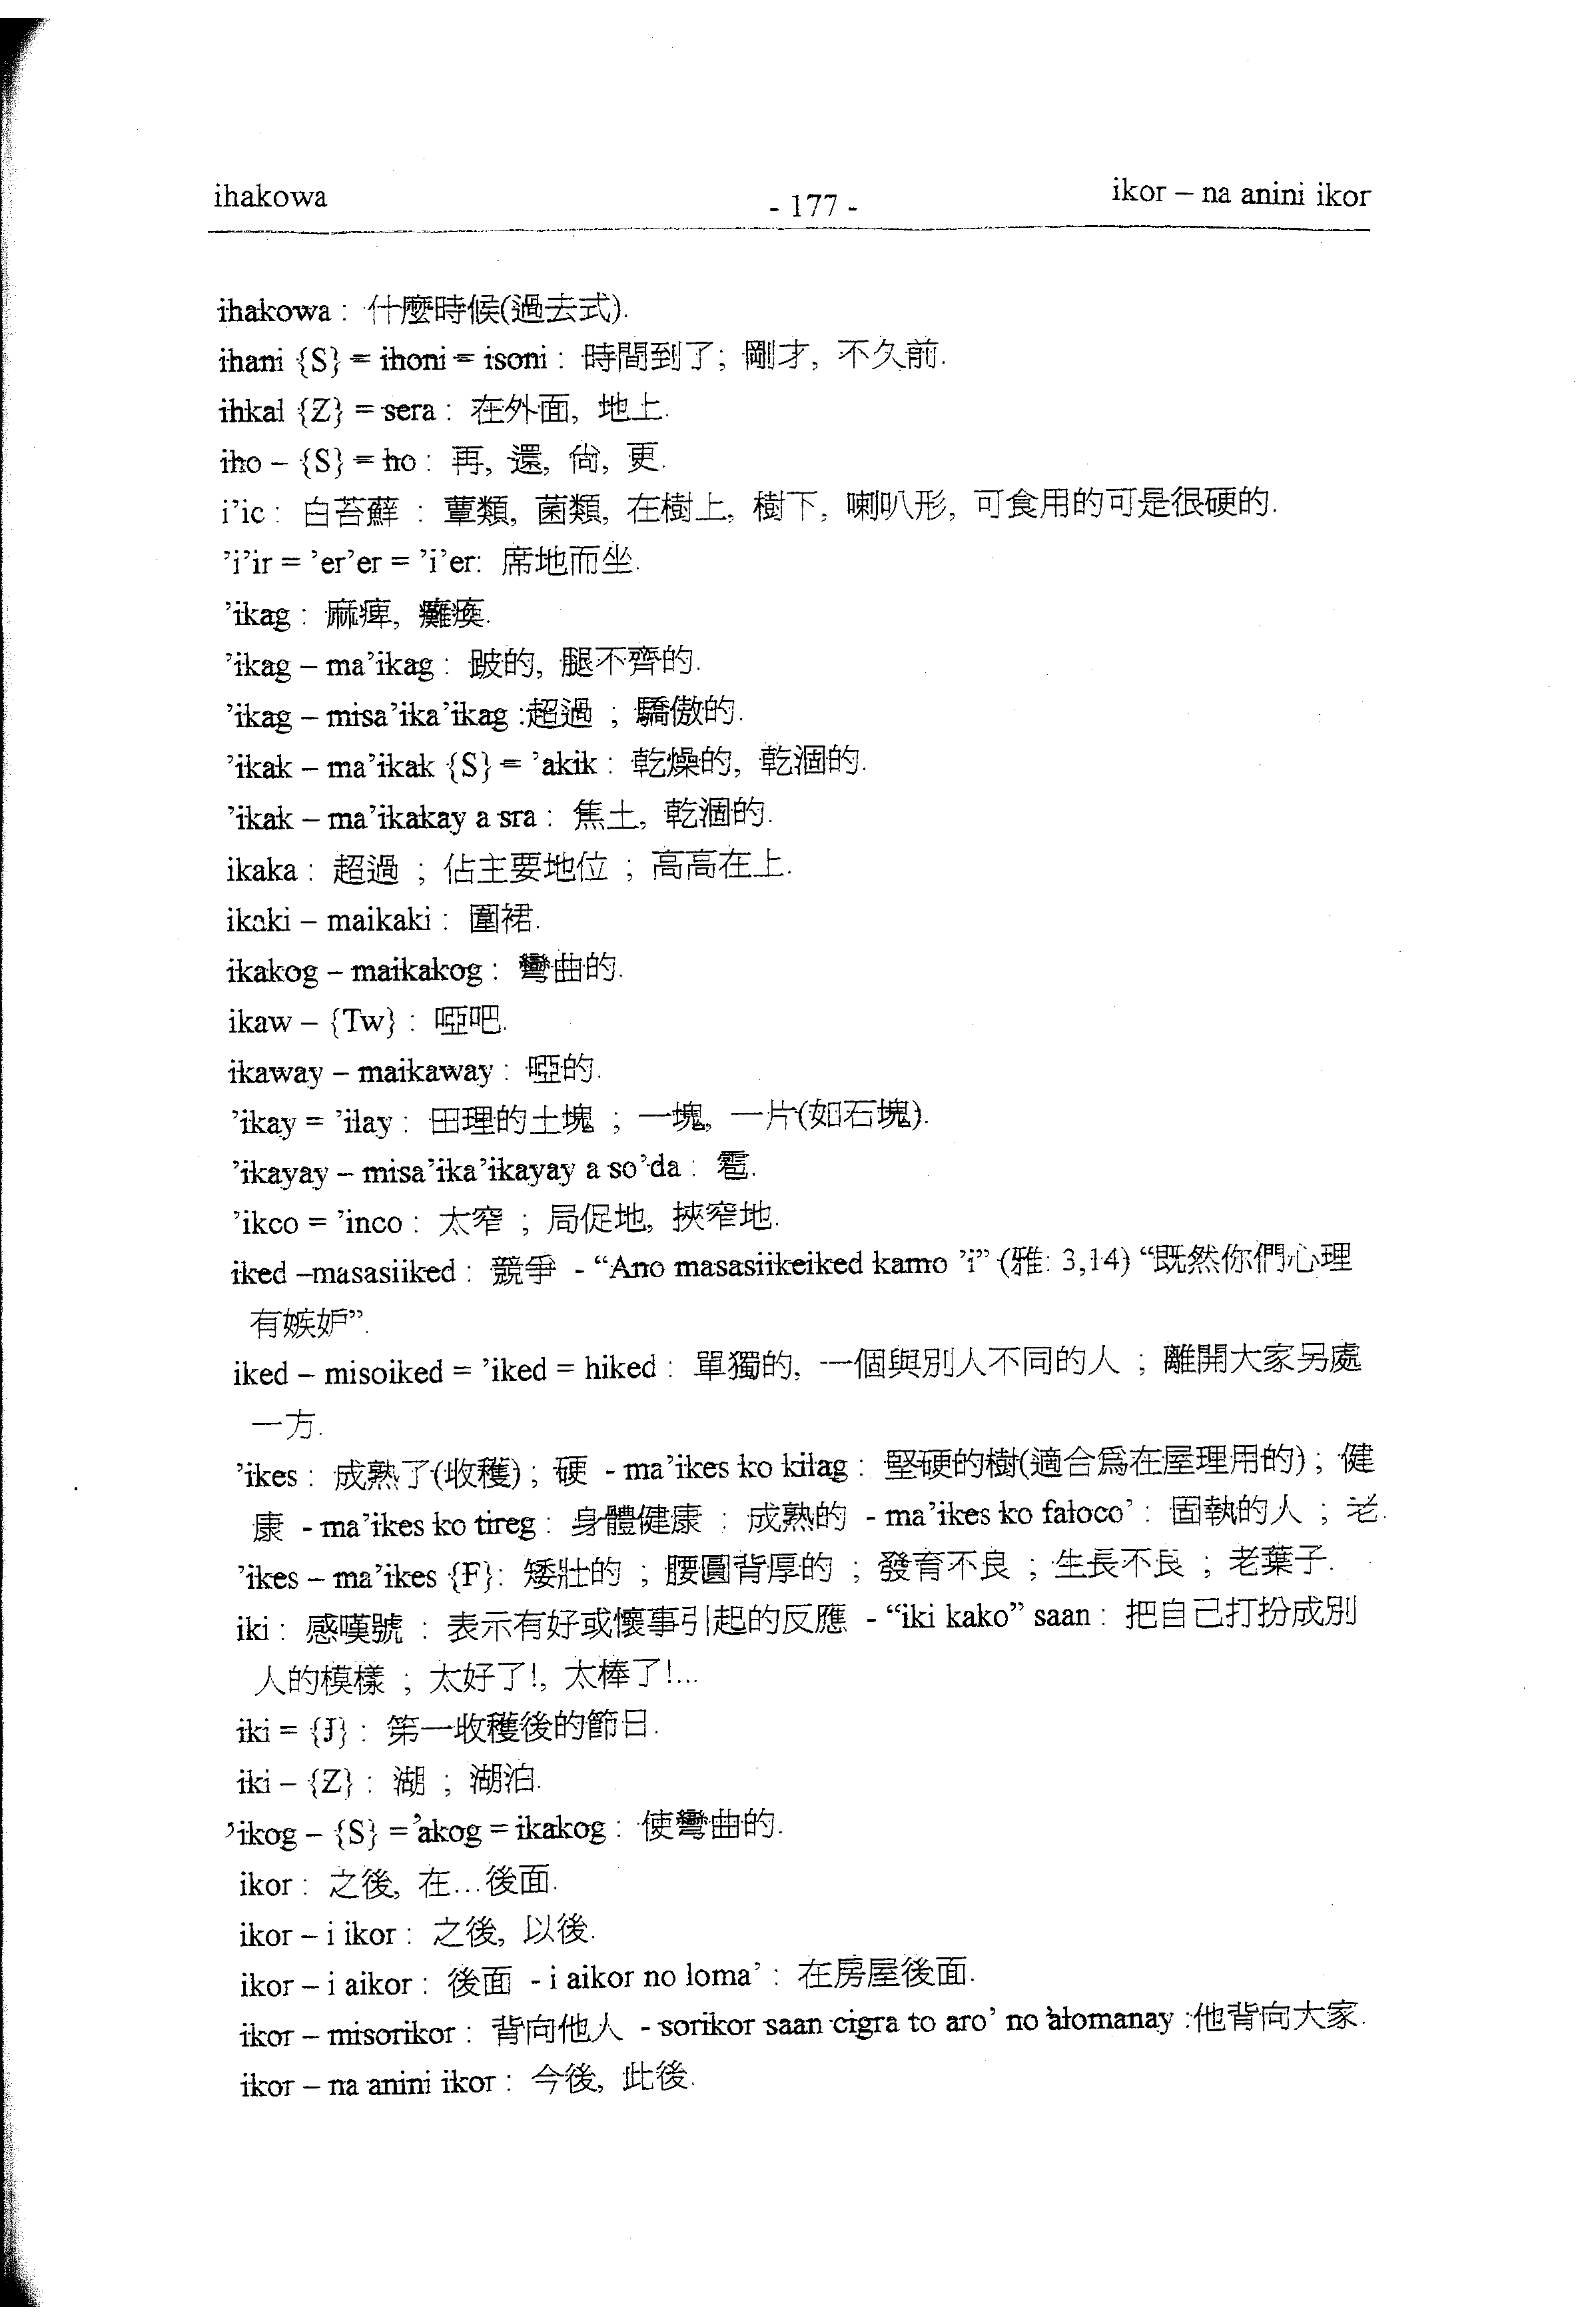 ihakowa
- 177 -
ikor – na anini ikor
ihakowa : 什麼時候(過去式).
ihani {S} = ihoni = isoni : 時間到了; 剛才, 不久前.
ihkal {Z} = sera : 在外面, 地上.
iho – {S} = ho : 再, 還, 尙, 更.
i’ic : 白苔蘚 : 蕈類, 菌類, 在樹上, 樹下, 喇叭形, 可食用的可是很硬的.
’i’ir = ’er’er = ’i’er: 席地而坐.
’ikag : 麻痺, 癱瘓.
’ikag – ma’ikag : 跛的, 腿不齊的.
’ikag – misa’ika’ikag :超過 ; 驕傲的.
’ikak – ma’ikak {S} = ’akik : 乾燥的, 乾涸的.
’ikak – ma’ikakay a sra : 焦土, 乾涸的.
ikaka : 超過 ; 佔主要地位 ; 高高在上.
ikaki – maikaki : 圍裙.
ikakog – maikakog : 彎曲的.
ikaw – {Tw} : 啞吧.
ikaway – maikaway : 啞的.
’ikay = ’ilay : 田理的土塊 ; 一塊, 一片(如石塊).
’ikayay – misa’ika’ikayay a so’da : 雹.
’ikco = ’inco : 太窄 ; 局促地, 挾窄地.
iked –masasiiked : 競爭 - “Ano masasiikeiked kamo ’i” (雅: 3,14) “既然你們心理
有嫉妒”.
iked – misoiked = ’iked = hiked : 單獨的, 一個與別人不同的人 ; 離開大家另處
一方.
’ikes : 成熟了(收穫) ; 硬 - ma’ikes ko kilag : 堅硬的樹(適合爲在屋理用的) ; 健
康 - ma’ikes ko tireg : 身體健康 : 成熟的 - ma’ikes ko faloco’ : 固執的人 ; 老.
’ikes – ma’ikes {F}: 矮壯的 ; 腰圓背厚的 ; 發育不良 ; 生長不良 ; 老葉子.
iki : 感嘆號 : 表示有好或懷事引起的反應 - “iki kako” saan : 把自己打扮成別
人的模樣 ; 太好了!, 太棒了!...
iki = {J} : 第一收穫後的節日.
iki – {Z} : 湖 ; 湖泊.
’ikog – {S} = ’akog = ikakog : 使彎曲的.
ikor : 之後, 在...後面.
ikor – i ikor : 之後, 以後.
ikor – i aikor : 後面 - i aikor no loma’ : 在房屋後面.
ikor – misorikor : 背向他人 - sorikor saan cigra to aro’ no ’alomanay :他背向大家.
ikor – na anini ikor : 今後, 此後.